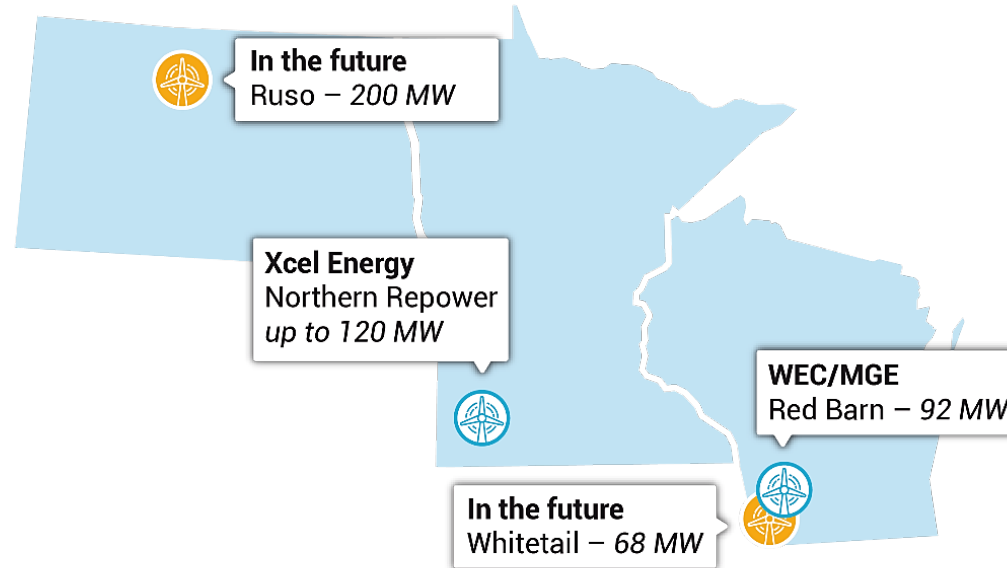 In the future
Ruso – 200 MW
Xcel Energy
Northern Repower
up to 120 MW
WEC/MGE
Red Barn – 92 MW
In the future
Whitetail – 68 MW